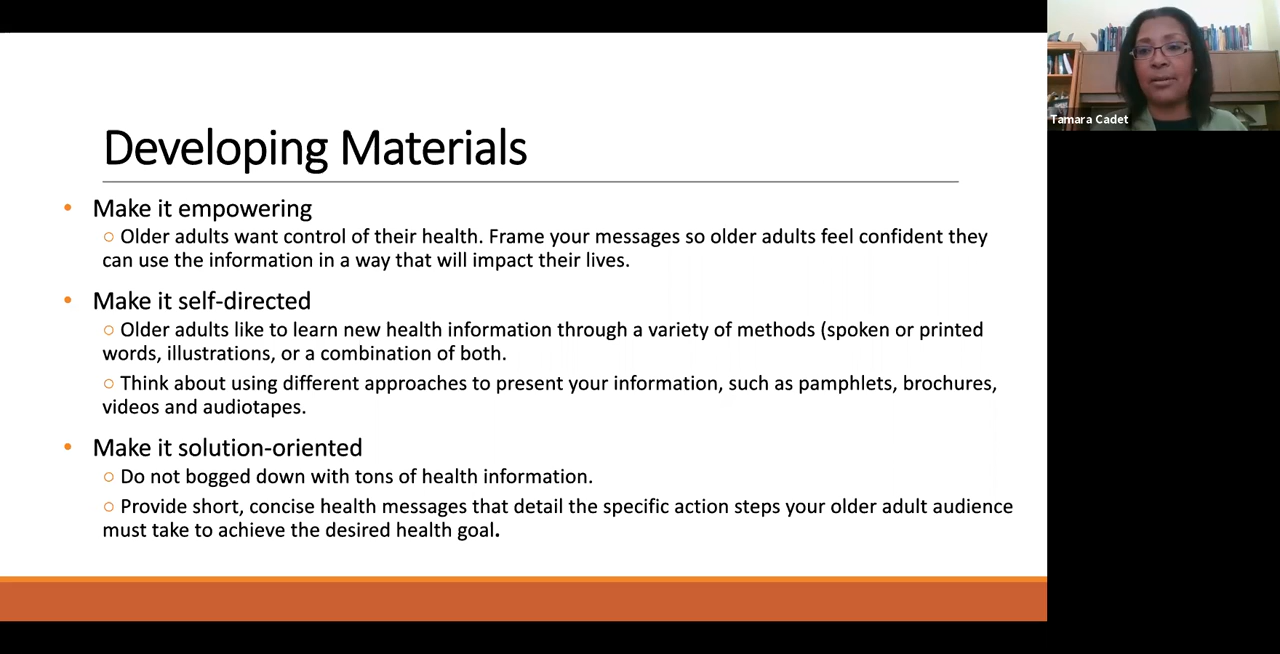 Developing Materials
• Make it empowering
○ Older adults want control of their health. Frame your messages so older adults feel confident they
can use the information in a way that will impact their lives.
• Make it self-directed
○ Older adults like to learn new health information through a variety of methods (spoken or printed
words, illustrations, or a combination of both.
○ Think about using different approaches to present your information, such as pamphlets, brochures,
videos and audiotapes.
• Make it solution-oriented
○ Do not bogged down with tons of health information.
○ Provide short, concise health messages that detail the specific action steps your older adult audience
must take to achieve the desired health goal.
Tamara Cadet